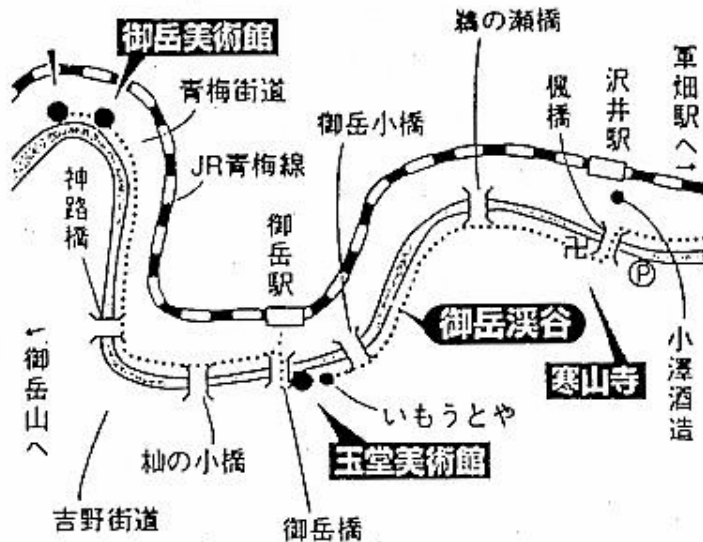 御岳美術館
青梅街道
JR青梅線
神路橋
御岳駅
御岳小橋
鵜の瀬橋
楓橋
沢井駅
軍畑駅へ→
←御岳山へ
御岳渓谷
寒山寺
小澤酒造
卍
P
いもうとや
玉堂美術館
杣の小橋
御岳橋
吉野街道